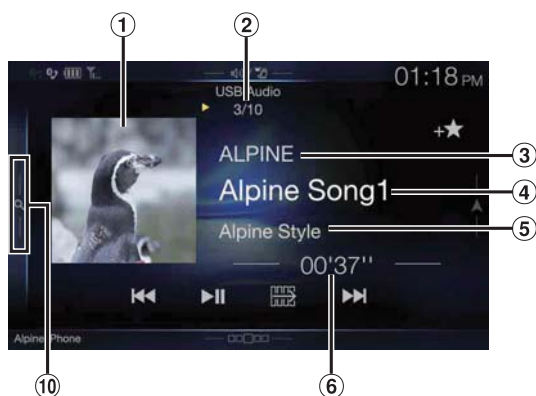 ① ②
01:18 PM
USB Audio
3/10
+★
ALPINE ③
Alpine Song1 ④
Alpine Style ⑤
00'37''
Alpine Phone
⑩ ⑥